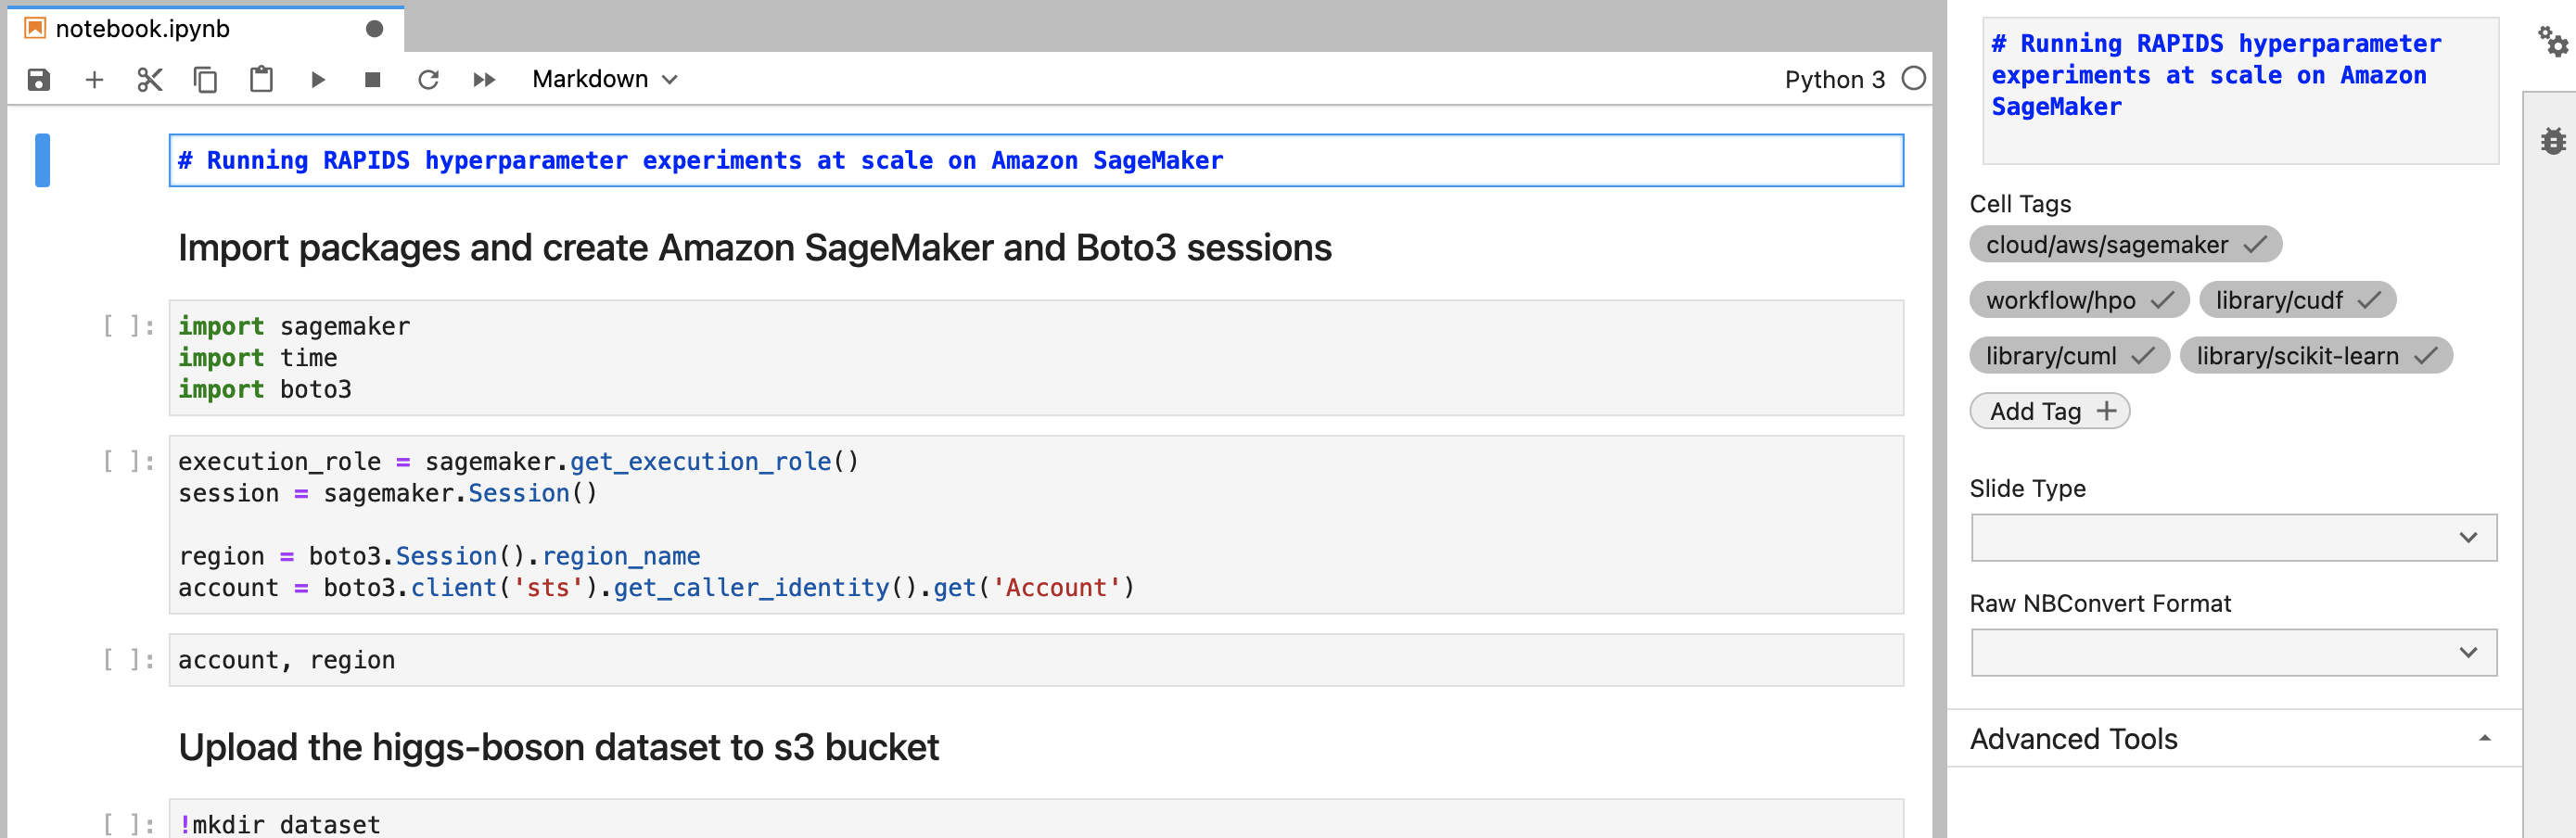 notebook.ipynb
Markdown
Python 3
# Running RAPIDS hyperparameter experiments at scale on Amazon SageMaker
Import packages and create Amazon SageMaker and Boto3 sessions
[ ]:
import sagemaker
import time
import boto3
[ ]:
execution_role = sagemaker.get_execution_role()
session = sagemaker.Session()
region = boto3.Session().region_name
account = boto3.client('sts').get_caller_identity().get('Account')
[ ]:
account, region
Upload the higgs-boson dataset to s3 bucket
[ ]:
!mkdir dataset
# Running RAPIDS hyperparameter
experiments at scale on Amazon
SageMaker
Cell Tags
cloud/aws/sagemaker
workflow/hpo library/cudf
library/cuml library/scikit-learn
Add Tag +
Slide Type
Raw NBConvert Format
Advanced Tools